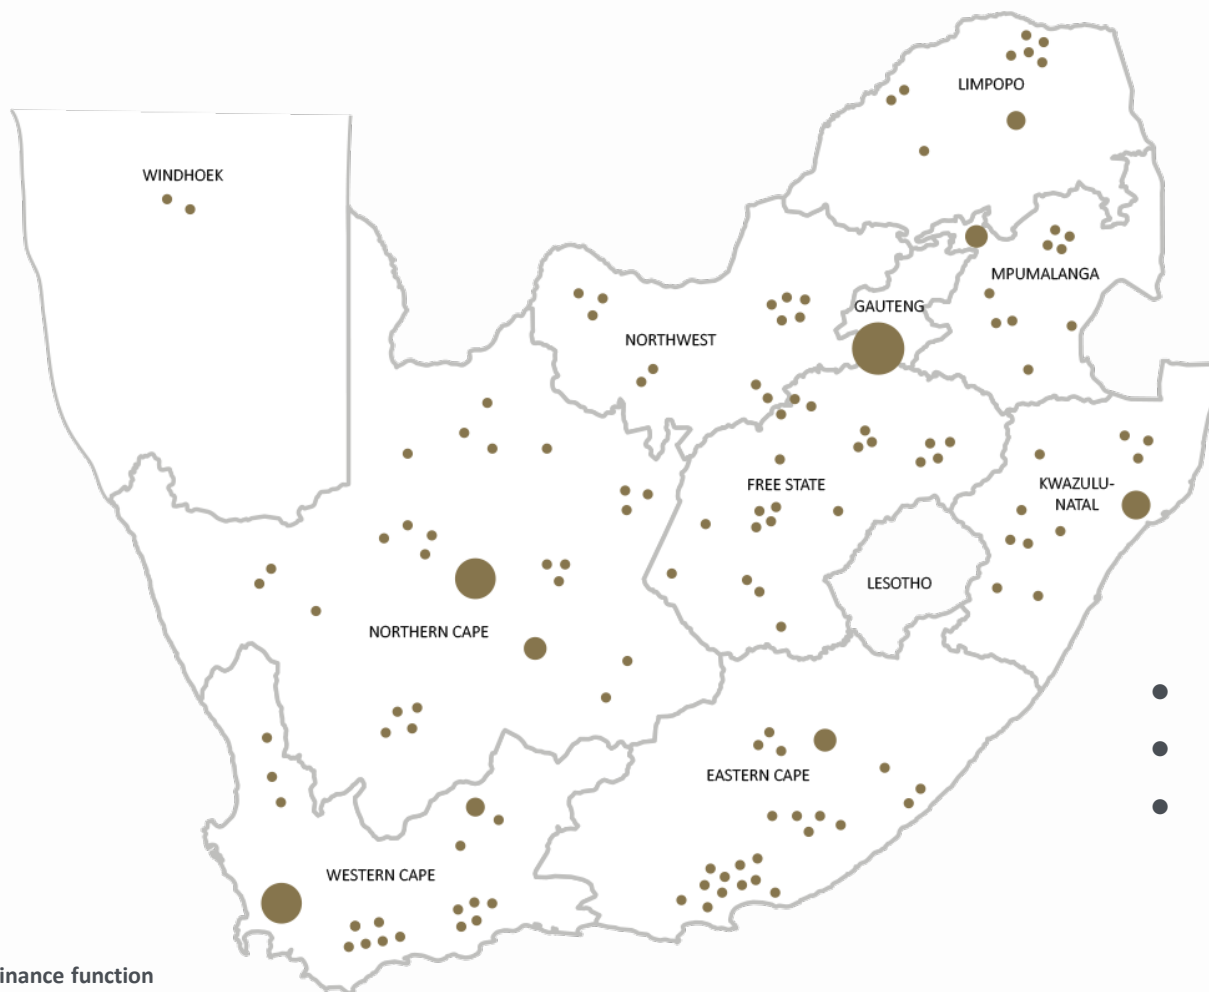 LIMPOPO
WINDHOEK
MPUMALANGA
GAUTENG
NORTHWEST
FREE STATE
KWAZULU-
NATAL
LESOTHO
NORTHERN CAPE
EASTERN CAPE
WESTERN CAPE
inance function